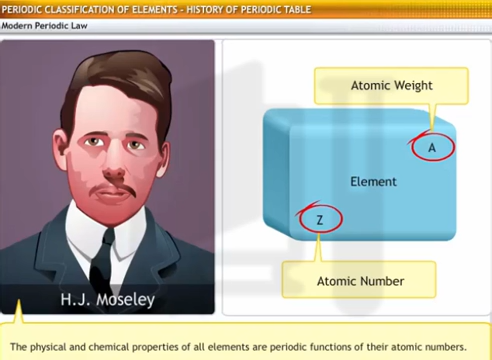 PERIODIC CLASSIFICATION OF ELEMENTS - HISTORY OF PERIODIC TABLE
Modern Periodic Law
Atomic Weight
A
Element
Z
Atomic Number
H.J. Moseley
The physical and chemical properties of all elements are periodic functions of their atomic numbers.